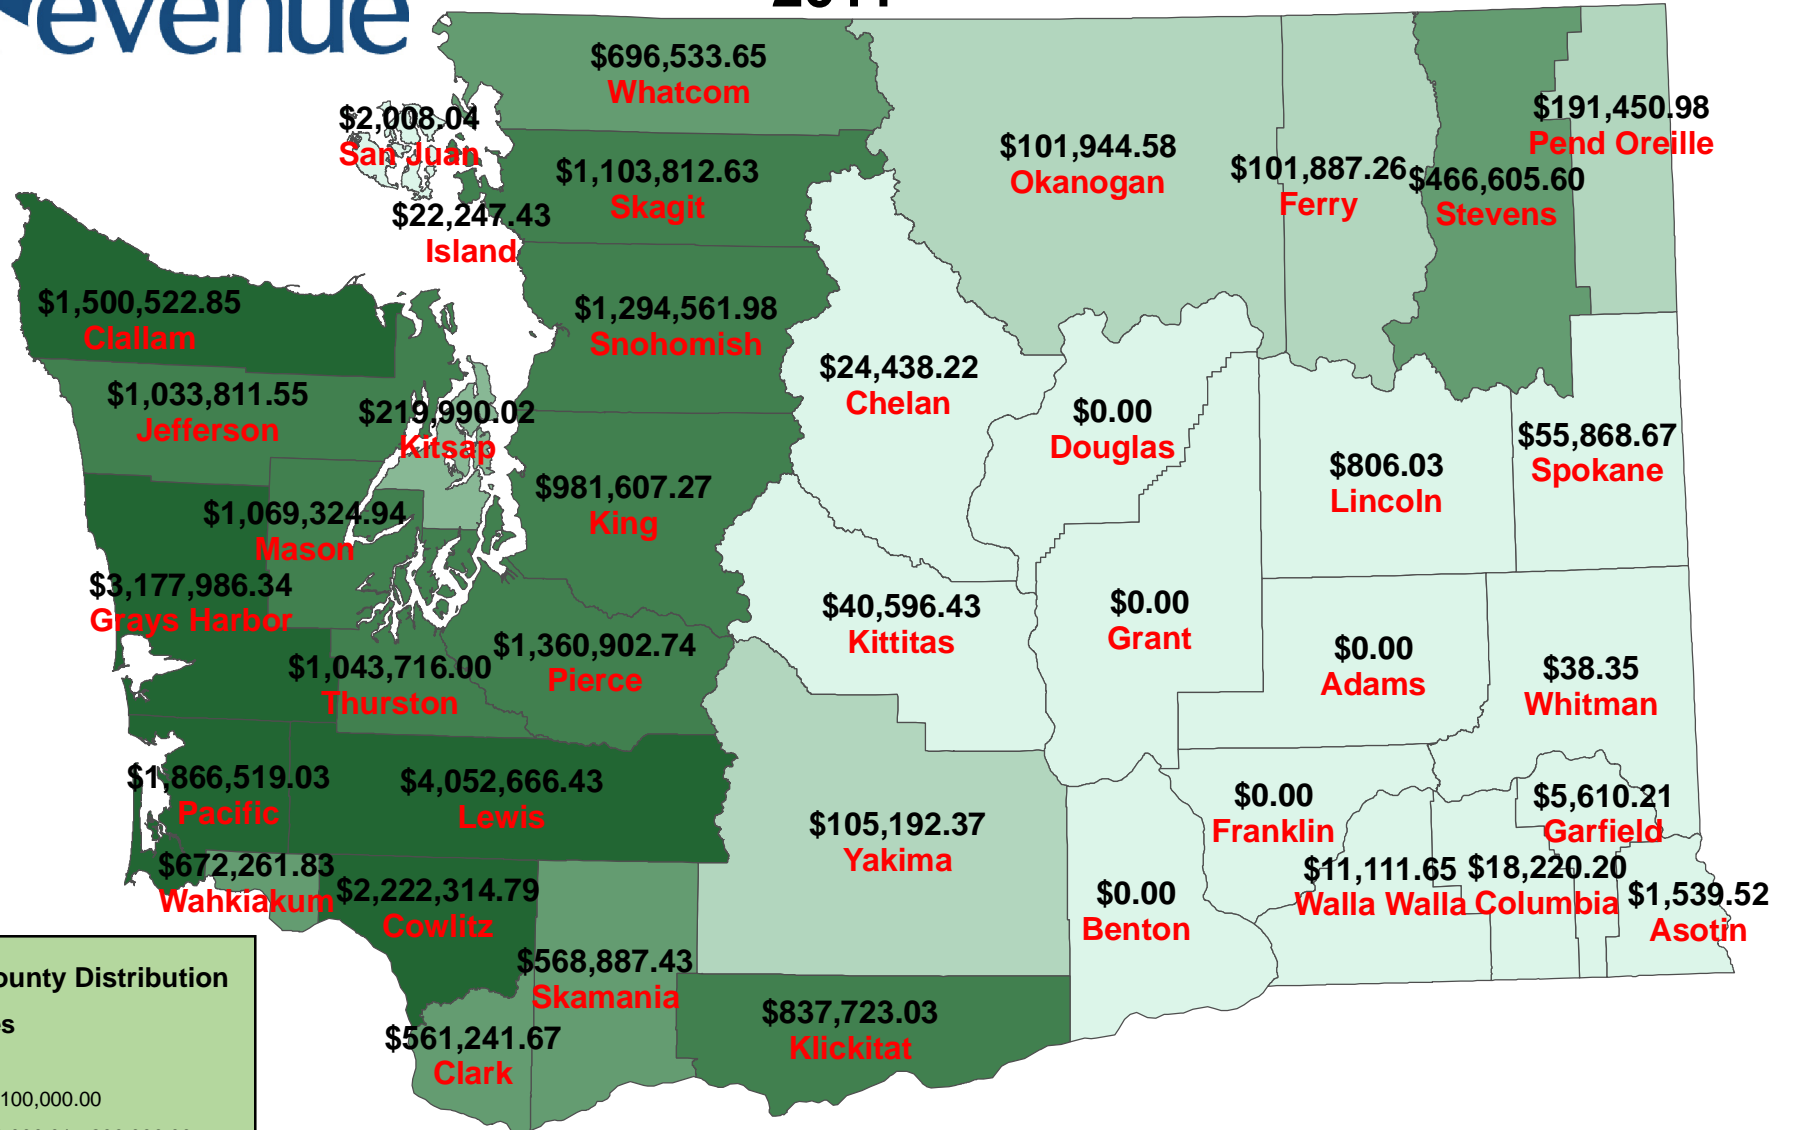 evenue
2011
$696,533.65
Whatcom
$2,008.04
San Juan
$1,103,812.63
Skagit
$22,247.43
Island
$101,944.58
Okanogan
$101,887.26
Ferry
$466,605.60
Stevens
$191,450.98
Pend Oreille
$1,500,522.85
Clallam
$1,294,561.98
Snohomish
$1,033,811.55
Jefferson
$219,990.02
Kitsap
$24,438.22
Chelan
$0.00
Douglas
$806.03
Lincoln
$55,868.67
Spokane
$981,607.27
King
$1,069,324.94
Mason
$3,177,986.34
Grays Harbor
$40,596.43
Kittitas
$0.00
Grant
$0.00
Adams
$38.35
Whitman
$1,043,716.00
Thurston
$1,360,902.74
Pierce
$1,866,519.03
Pacific
$4,052,666.43
Lewis
$105,192.37
Yakima
$0.00
Franklin
$5,610.21
Garfield
$672,261.83
Wahkiakum
$2,222,314.79
Cowlitz
$0.00
Benton
$11,111.65
Walla Walla
$18,220.20
Columbia
$1,539.52
Asotin
$568,887.43
Skamania
$561,241.67
Clark
$837,723.03
Klickitat
ounty Distribution
es
100,000.00